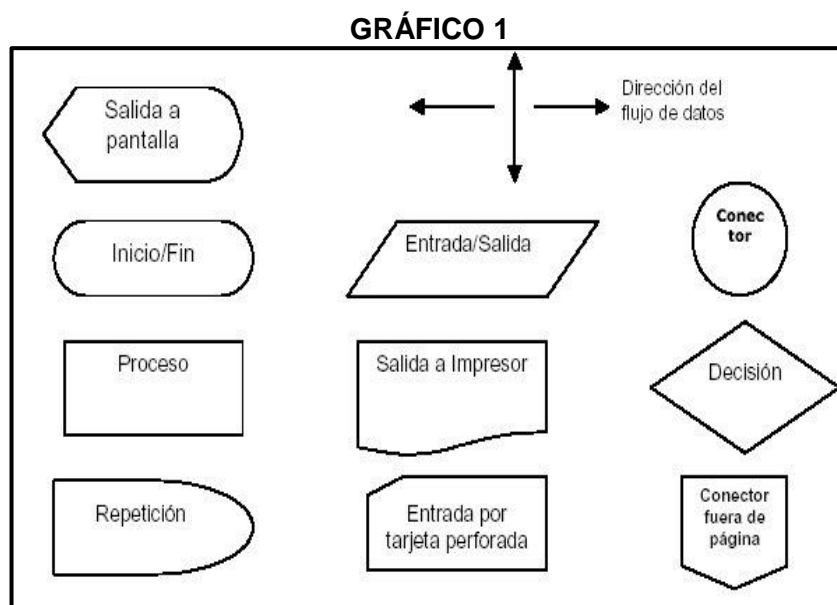 GRÁFICO 1
Salida a
pantalla
Dirección del
flujo de datos
Inicio/Fin
Entrada/Salida
Conec
tor
Proceso
Salida a Impresor
Decisión
Repetición
Entrada por
tarjeta perforada
Conector
fuera de
página